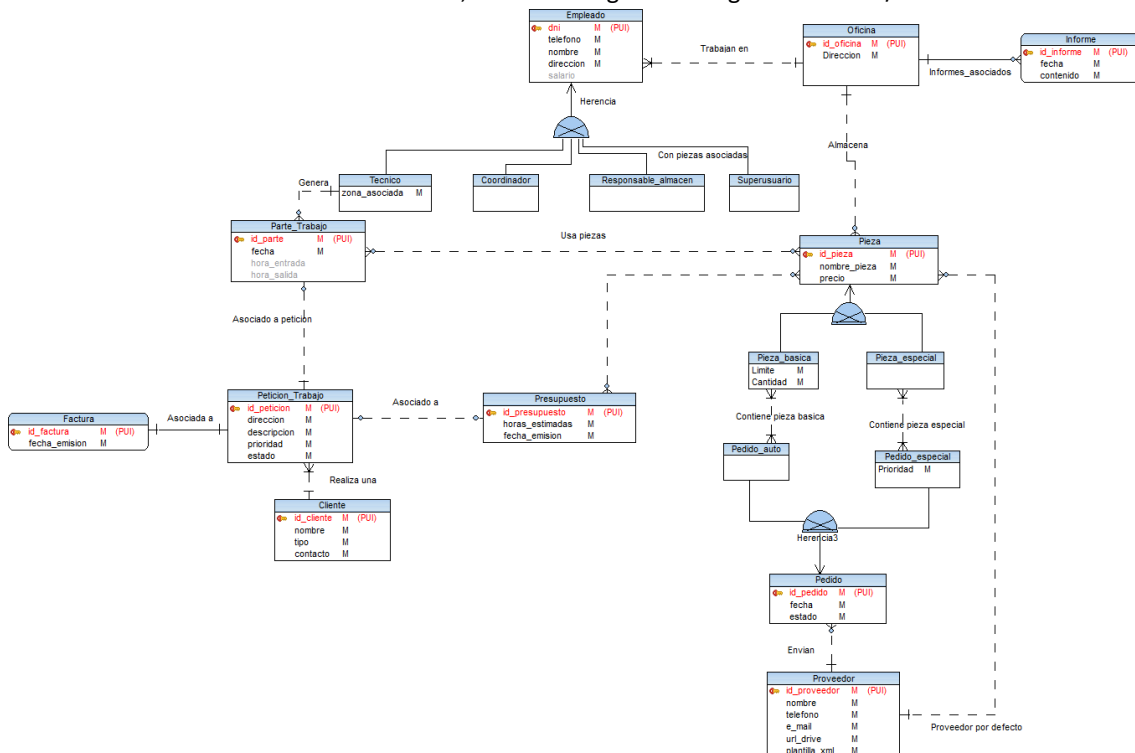 Empleado
dni M (PUI)
telefono M
nombre M
direccion M
salario
Trabajan en
Oficina
id_oficina M (PUI)
Direccion M
Informes_asociados
Informe
id_informe M (PUI)
fecha M
contenido M
Herencia
Almacena
Con piezas asociadas
Tecnico
zona_asociada M
Coordinador
Responsable_almacen
Superusuario
Genera
Parte_Trabajo
id_parte M (PUI)
fecha M
hora_entrada
hora_salida
Usa piezas
Pieza
id_pieza M (PUI)
nombre_pieza M
precio M
Asociado a peticion
Pieza_basica
Limite M
Cantidad M
Pieza_especial
Factura
id_factura M (PUI)
fecha_emision M
Asociada a
Peticion_Trabajo
id_peticion M (PUI)
direccion M
descripcion M
prioridad M
estado M
Asociado a
Presupuesto
id_presupuesto M (PUI)
horas_estimadas M
fecha_emision M
Contiene pieza basica
Contiene pieza especial
Pedido_auto
Pedido_especial
Prioridad M
Realiza una
Cliente
id_cliente M (PUI)
nombre M
tipo M
contacto M
Herencia3
Pedido
id_pedido M (PUI)
fecha M
estado M
Envian
Proveedor
id_proveedor M (PUI)
nombre M
telefono M
e_mail M
url_drive M
plantilla_xml M
Proveedor por defecto